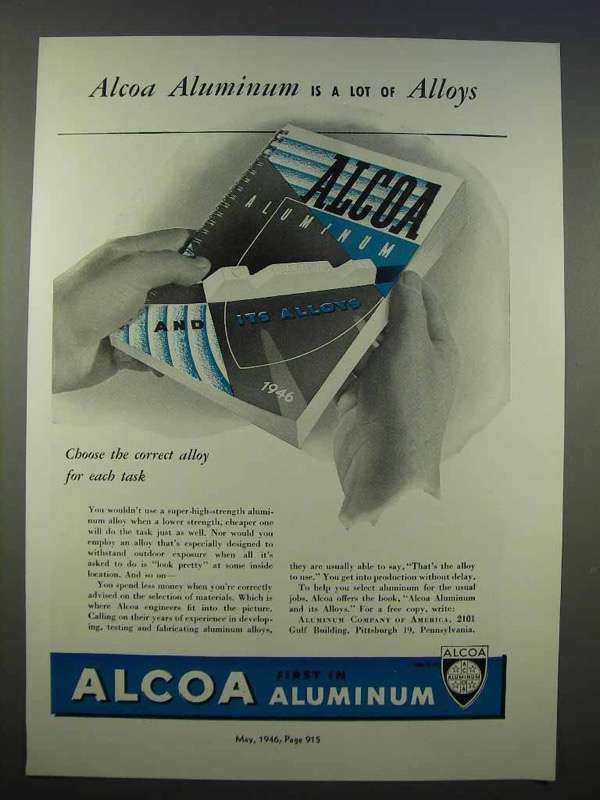 Alcoa Aluminum IS A LOT OF Alloys
ALCOA
ALUMINUM
AND ITS ALLOYS
1946
Choose the correct alloy
for each task
You wouldn't use a super-high-strength alumi-
num alloy when a lower strength, cheaper one
will do the task just as well. Nor would you
employ an alloy that's especially designed to
withstand outdoor exposure when all it's
asked to do is "look pretty" at some inside
location. And so on—
You spend less money when you're correctly
advised on the selection of materials. Which is
where Alcoa engineers fit into the picture.
Calling on their years of experience in develop-
ing, testing and fabricating aluminum alloys,
they are usually able to say, "That's the alloy
to use." You get into production without delay.
To help you select aluminum for the usual
jobs, Alcoa offers the book, "Alcoa Aluminum
and its Alloys." For a free copy, write:
ALUMINUM COMPANY OF AMERICA, 2101
Gulf Building, Pittsburgh 19, Pennsylvania.
ALCOA FIRST IN ALUMINUM
ALCOA
ALUMINUM
May, 1946, Page 915